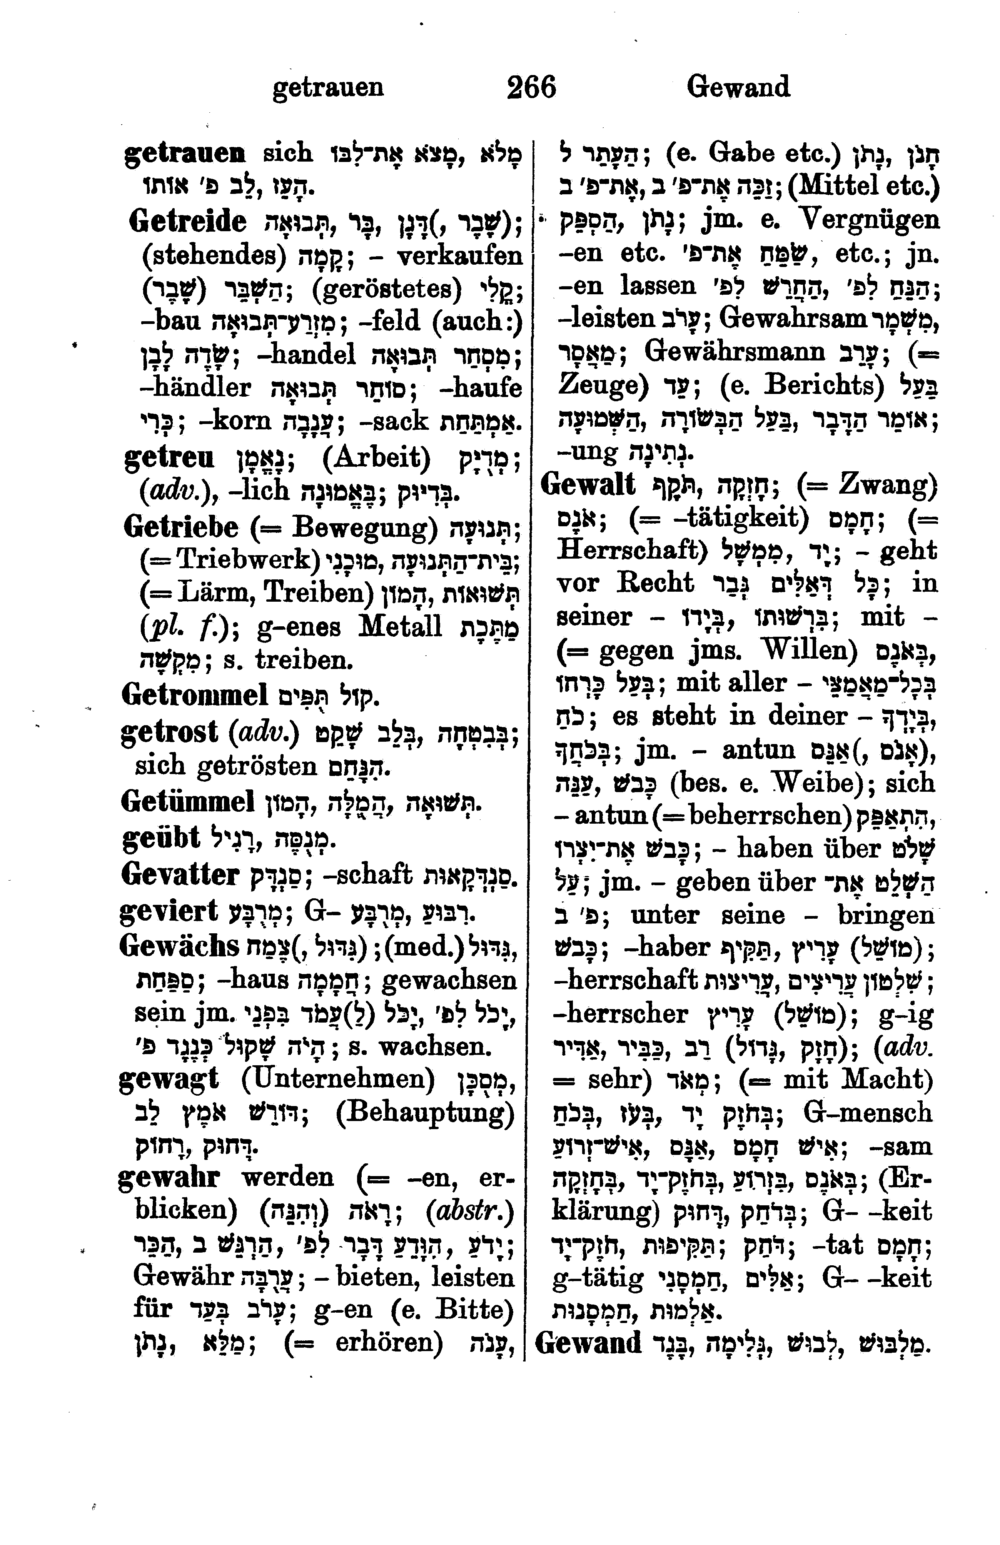 getrauen 266 Gewand
getrauen sich מָלֹא, מָצֹא אֶת־לִבּוֹ
הָעֵז, לֵב פ' אוֹתוֹ.
Getreide תְּבוּאָה, בָּר, דָּגָן(, שֶׁבֶר);
(stehendes) קָמָה; – verkaufen
הַשְׁבֵּר (שֶׁבֶר); (geröstetes) קָלִי;
–bau מִזְרַע־תְּבוּאָה; –feld (auch:)
שְׂדֵה לָבָן; –handel מִסְחַר תְּבוּאָה;
–händler סוֹחֵר תְּבוּאָה; –haufe
כְּרִי; –korn עֲנָבָה; –sack אַמְתַּחַת.
getreu נֶאֱמָן; (Arbeit) מְדֻיָּק;
(adv.), –lich בֶּאֱמוּנָה; בְּדִיּוּק.
Getriebe (= Bewegung) תְּנוּעָה;
(= Triebwerk) בֵּית־הַתְּנוּעָה, מוֹכָנִי;
(= Lärm, Treiben) הָמוֹן, תְּשׁוּאוֹת
(pl. f.); g–enes Metall מַתֶּכֶת
מִקְשָׁה; s. treiben.
Getrommel קוֹל תֻּפִּים.
getrost (adv.) בְּבִטְחָה, בְּלֵב שָׁקֵט;
sich getrösten הִנָּחֵם.
Getümmel תְּשׁוּאָה, הֲמֻלָּה, הָמוֹן.
geübt מְנֻסֶּה, רָגִיל.
Gevatter סַנְדָּק; –schaft סַנְדְּקָאוּת.
geviert מְרֻבָּע; G– רִבּוּעַ, מְרֻבָּע.
Gewächs צֶמַח(, גִּדּוּל); (med.) גִּדּוּל,
סַפַּחַת; –haus חֲמָמָה; gewachsen
sein jm. יָכֹל לְפ', יָכֹל (לַ)עֲמֹד בִּפְנֵי
פ' הָיֹה שָׁקוּל כְּנֶגֶד; s. wachsen.
gewagt (Unternehmen) מְסֻכָּן,
דּוֹרֵשׁ אֹמֶץ לֵב; (Behauptung)
דָּחוּק, רָחוֹק.
gewahr werden (= –en, er-
blicken) רָאֹה (וְהִנֵּה); (abstr.)
יָדֹעַ, הִוָּדַע דָּבָר לְפ', הַרְגֵּשׁ ב, הַכֵּר;
Gewähr עֲרֻבָּה; – bieten, leisten
für עָרֹב בְּעַד; g–en (e. Bitte)
מַלֵּא, נָתֹן; (= erhören) עָנֹה,
הֵעָתֵר ל; (e. Gabe etc.) חָנֹן, נָתֹן
אֶת־פ' ב, זַכֵּה אֶת־פ' ב; (Mittel etc.)
הַסְפֵּק, נָתֹן; jm. e. Vergnügen
–en etc. שַׂמֵּחַ אֶת־פ', etc.; jn.
–en lassen הַנַּח לְפ', הַחֲרֵשׁ לְפ';
–leisten עָרֹב; Gewahrsam מִשְׁמָר,
מַאֲסָר; Gewährsmann עָרֵב; (=
Zeuge) עֵד; (e. Berichts) בַּעַל
הַשְּׁמוּעָה, בַּעַל הַבְּשׂוֹרָה, אוֹמֵר הַדָּבָר;
–ung נְתִינָה.
Gewalt חָזְקָה, תֹּקֶף; (= Zwang)
אֹנֶס; (= –tätigkeit) חָמָס; (=
Herrschaft) יָד, מִמְשָׁל; – geht
vor Recht כָּל דְּאַלִּים גְּבַר; in
seiner – בְּיָדוֹ, בִּרְשׁוּתוֹ; mit –
(= gegen jms. Willen) בְּאֹנֶס,
בְּעַל כָּרְחוֹ; mit aller – בְּכָל־מַאֲמַצֵּי
כֹּחַ; es steht in deiner – בְּיָדְךָ,
בְּכֹחֲךָ; jm. – antun אַנֵּס(, אָנֹס),
כָּבֹשׁ, עַנֵּה (bes. e. Weibe); sich
– antun (= beherrschen) הִתְאַפֵּק,
כָּבֹשׁ אֶת־יִצְרוֹ; – haben über שָׁלֹט
עַל; jm. – geben über הַשְׁלֵט אֶת־
פ' ב; unter seine – bringen
כָּבֹשׁ; –haber תַּקִּיף, עָרִיץ (מוֹשֵׁל);
–herrschaft שִׁלְטוֹן עָרִיצִים, עָרִיצוּת;
–herrscher עָרִיץ (מוֹשֵׁל); g–ig
אַדִּיר, כַּבִּיר, רַב (חָזָק, גָּדוֹל); (adv.
= sehr) מְאֹד; (= mit Macht)
בְּחֹזֶק יָד, בְּעֹז, בְּכֹחַ; G–mensch
אִישׁ חָמָס, אַנָּס, אִישׁ־זְרוֹעַ; –sam
בְּאֹנֶס, בִּזְרוֹעַ, בְּחֹזֶק־יָד, בְּחָזְקָה; (Er-
klärung) בְּדֹחַק, דָּחוּק; G– –keit
דֹּחַק; תַּקִּיפוּת, חֹזֶק־יָד; –tat חָמָס;
g–tätig אַלִּים, חַמְסָנִי; G– –keit
אַלְמוּת, חַמְסָנוּת.
Gewand בֶּגֶד, גְּלִימָה, לְבוּשׁ, מַלְבּוּשׁ.